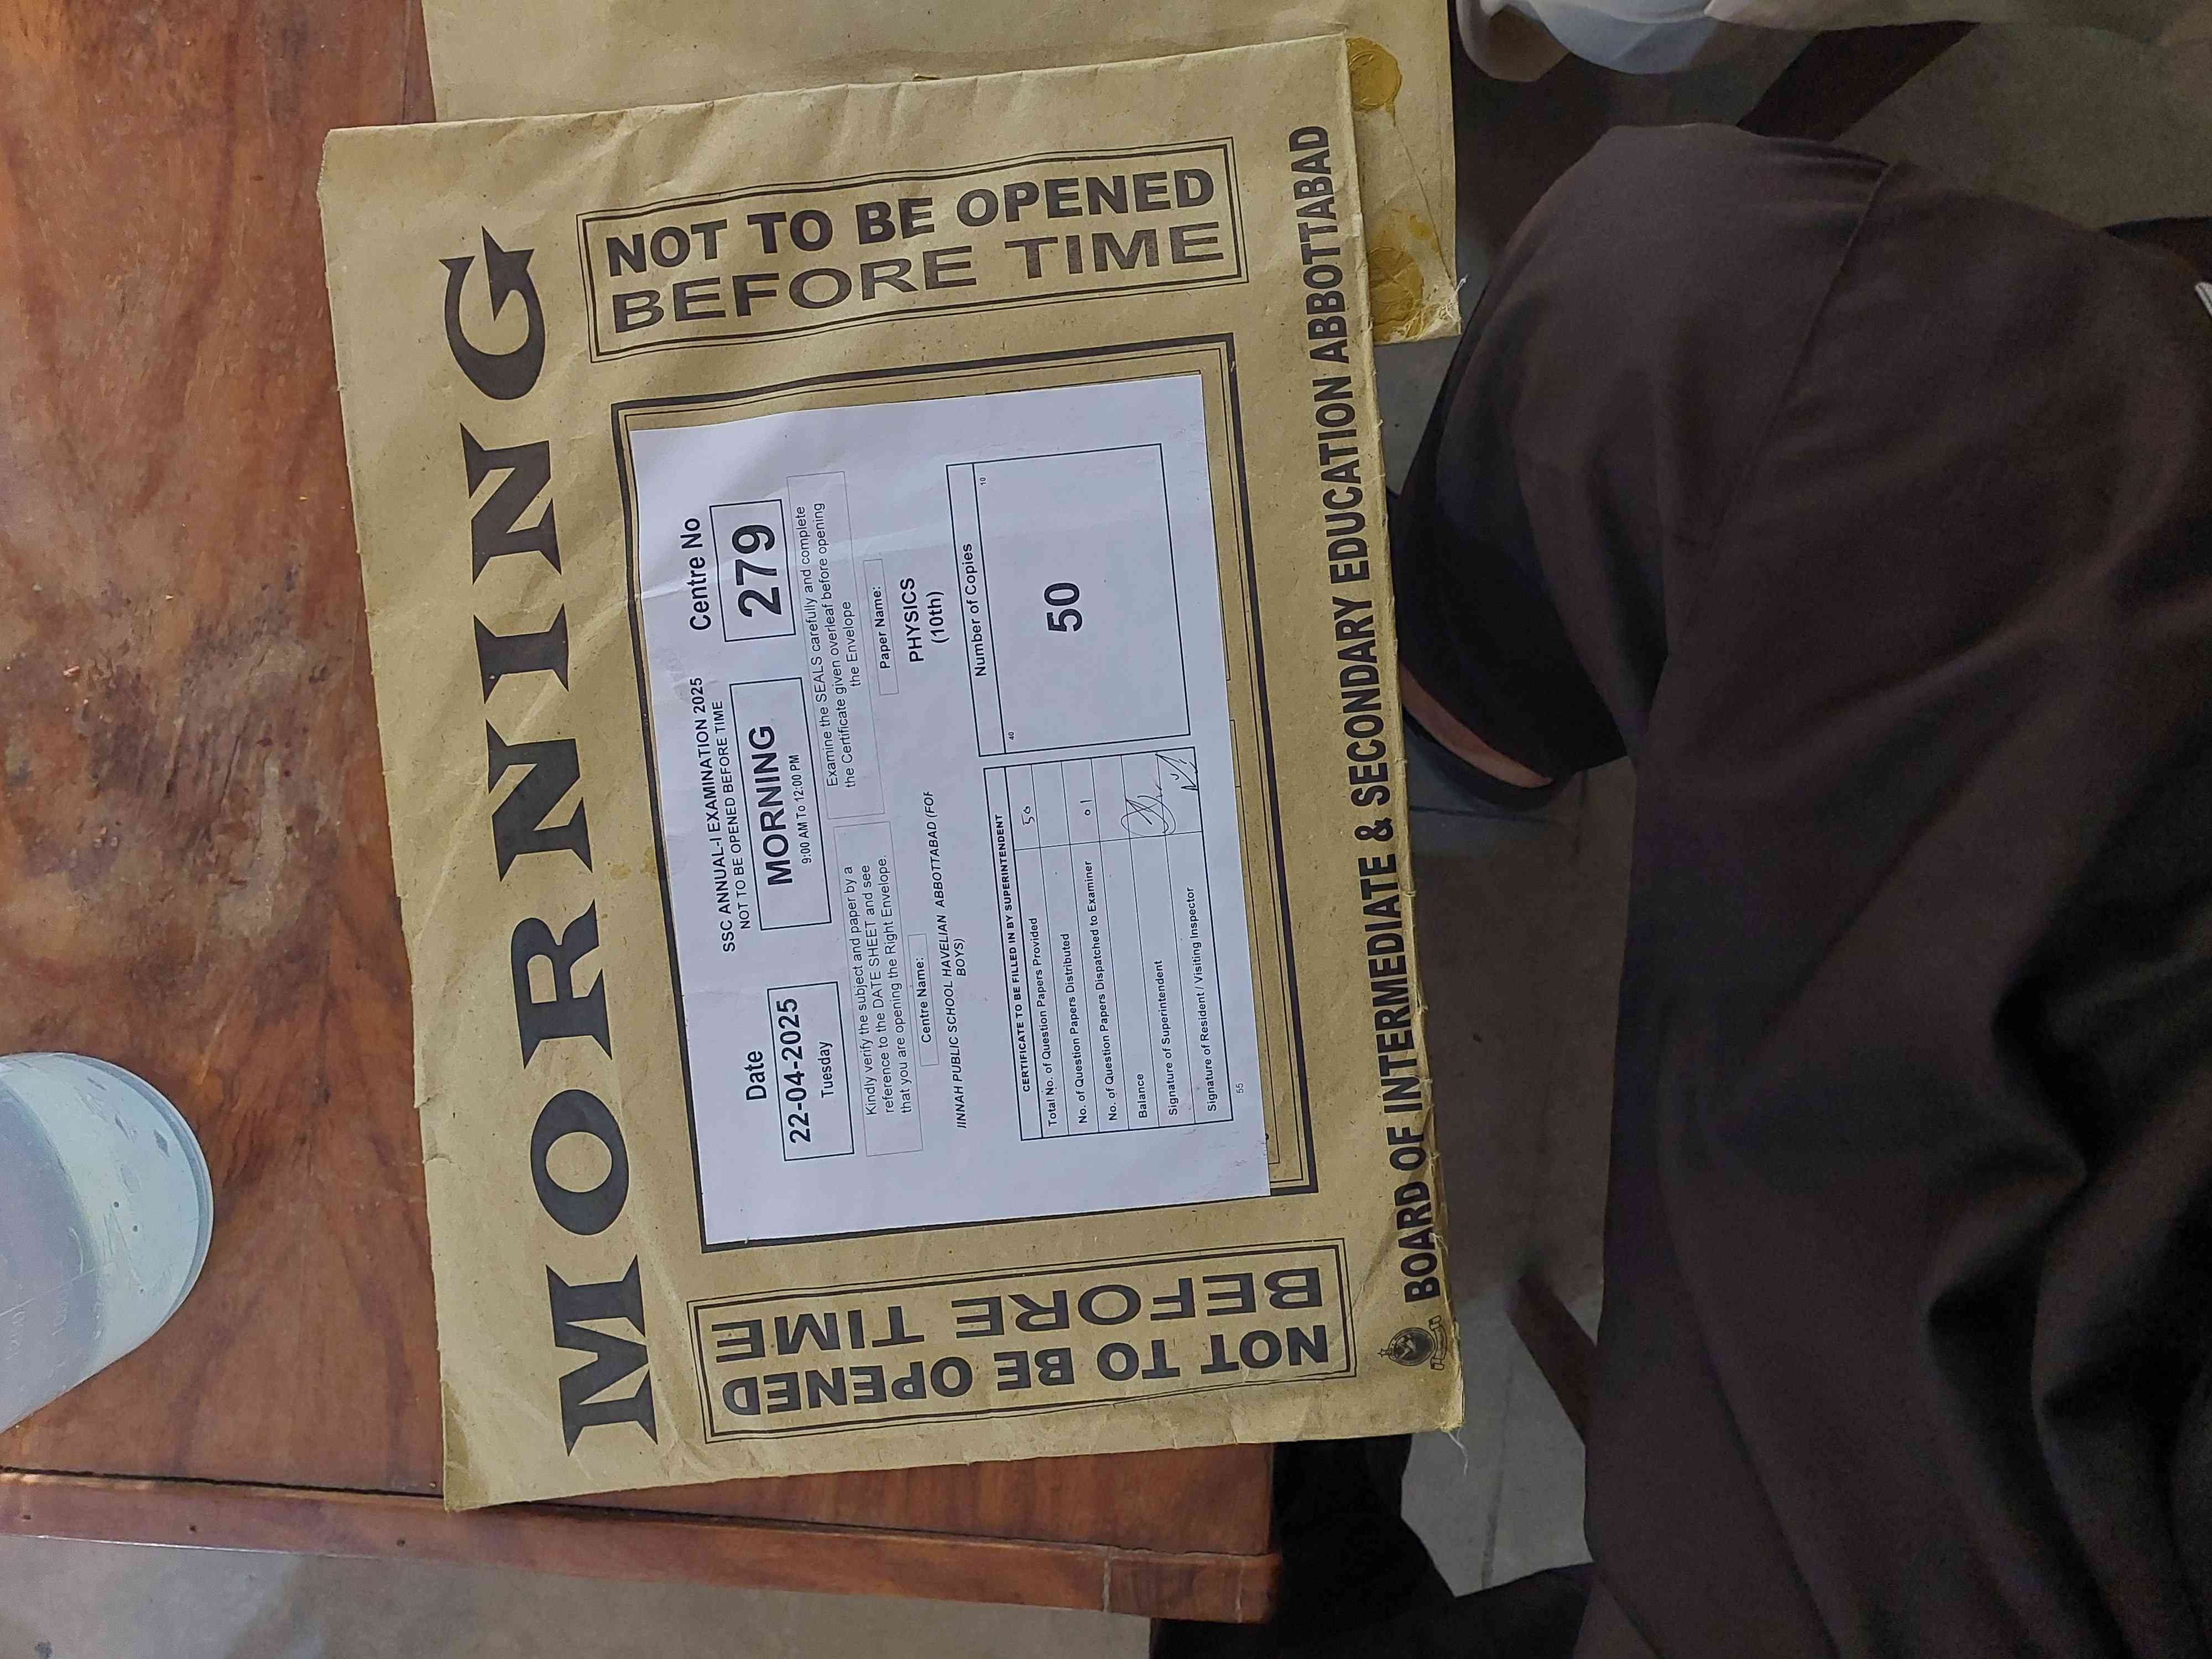 MORNING
NOT TO BE OPENED
BEFORE TIME
SSC ANNUAL-I EXAMINATION 2025
NOT TO BE OPENED BEFORE TIME
Date
22-04-2025
Tuesday
MORNING
9:00 AM To 12:00 PM
Centre No
279
Kindly verify the subject and paper by a
reference to the DATE SHEET and see
that you are opening the Right Envelope.
Examine the SEALS carefully and complete
the Certificate given overleaf before opening
the Envelope
Centre Name:
JINNAH PUBLIC SCHOOL HAVELIAN ABBOTTABAD (FOR
BOYS)
Paper Name:
PHYSICS
(10th)
CERTIFICATE TO BE FILLED IN BY SUPERINTENDENT
Total No. of Question Papers Provided 50
No. of Question Papers Distributed
No. of Question Papers Dispatched to Examiner 01
Balance
Signature of Superintendent
Signature of Resident / Visiting Inspector
55
Number of Copies
40
10
50
NOT TO BE OPENED
BEFORE TIME
BOARD OF INTERMEDIATE & SECONDARY EDUCATION ABBOTTABAD